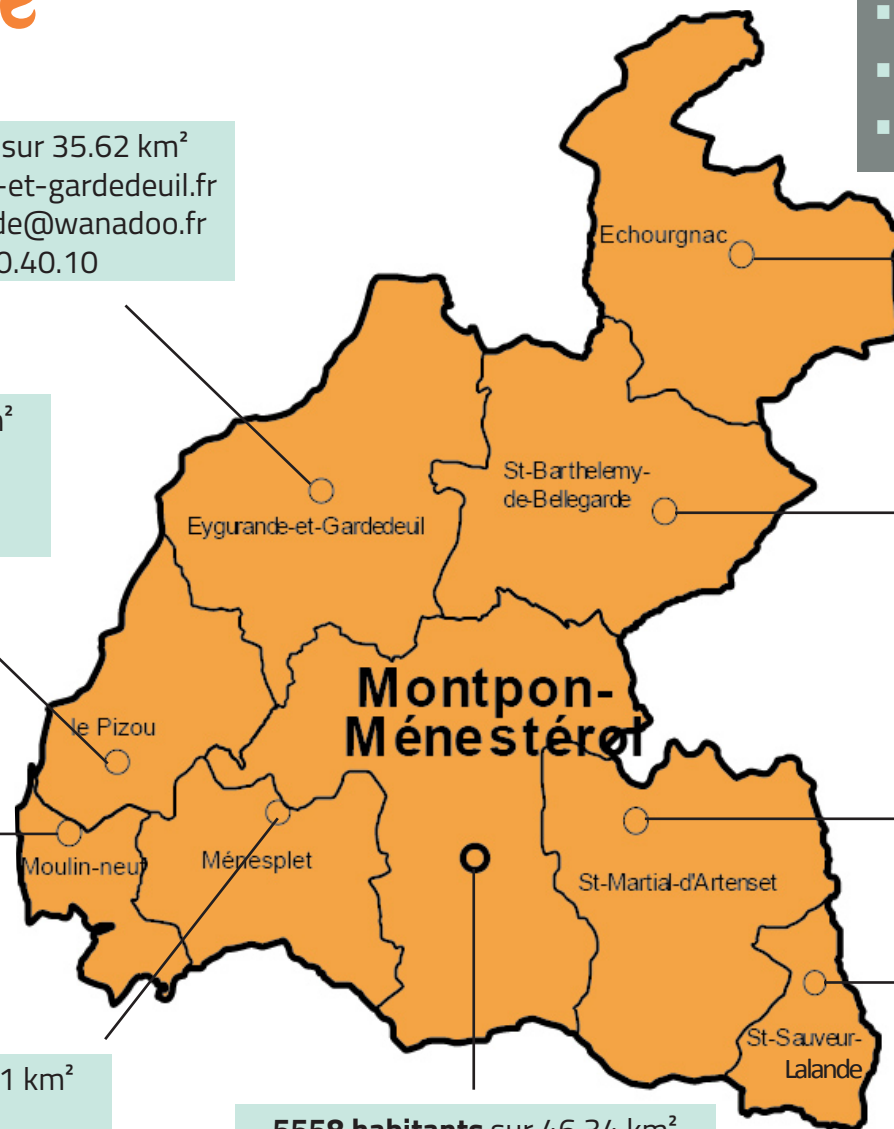 e
sur 35.62 km²
-et-gardedeuil.fr
de@wanadoo.fr
0.40.10
Echourgnac
m²
St-Barthelemy-
de-Bellegarde
Eygurande-et-Gardedeuil
Montpon-
Ménestérol
le Pizou
Moulin-neuf
Ménesplet
St-Martial-d'Artenset
St-Sauveur-
Lalande
1 km²
5558 habitants sur 46.34 km²